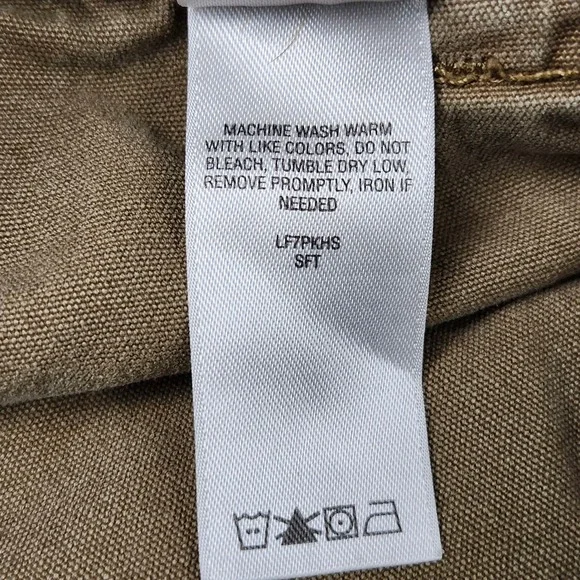 MACHINE WASH WARM
WITH LIKE COLORS, DO NOT
BLEACH, TUMBLE DRY LOW,
REMOVE PROMPTLY, IRON IF
NEEDED
LF7PKHS
SFT